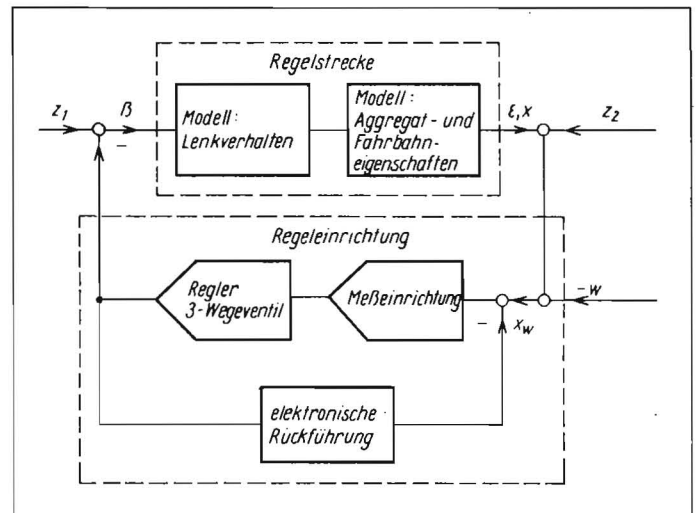 Regelstrecke
z1
ß
−
Modell:
Lenkverhalten
Modell:
Aggregat- und
Fahrbahn-
eigenschaften
ε,x
z2
Regeleinrichtung
Regler
3-Wegeventil
Meßeinrichtung
−w
−
xw
elektronische
Rückführung